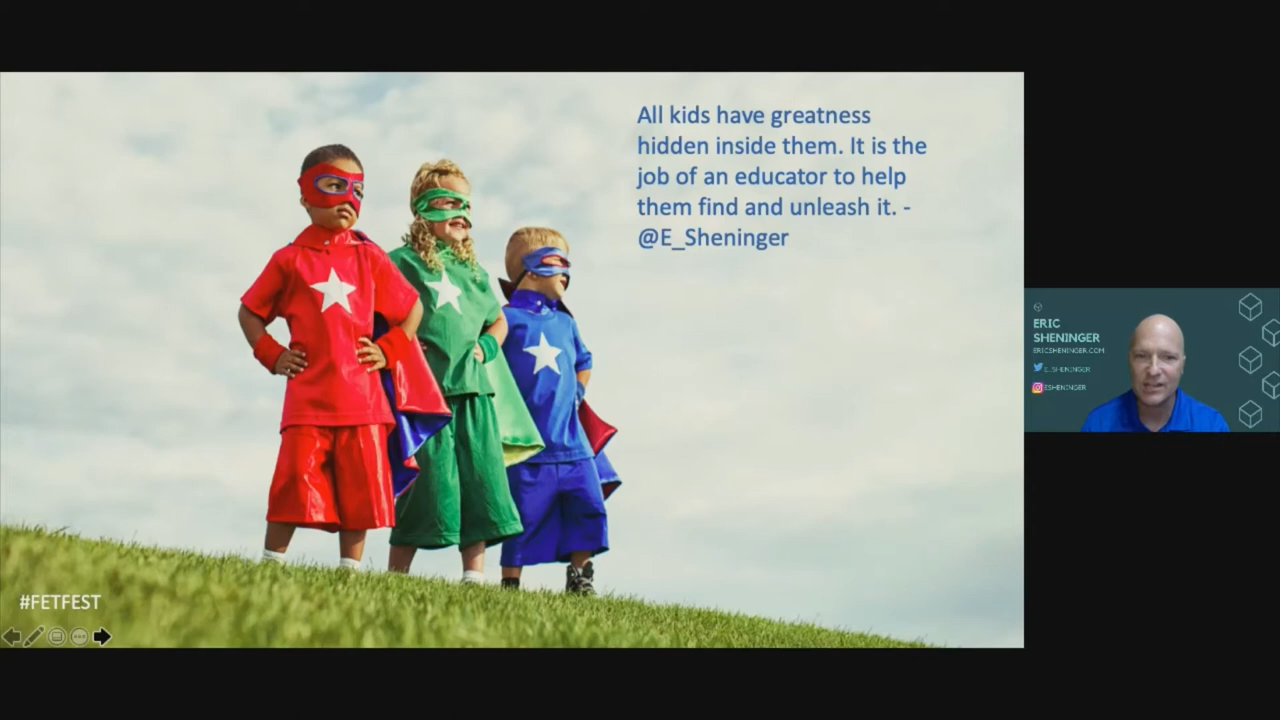 All kids have greatness
hidden inside them. It is the
job of an educator to help
them find and unleash it. -
@E_Sheninger
ERIC
SHENINGER
ERICSHENINGER.COM
E_SHENINGER
ESHENINGER
#FETFEST